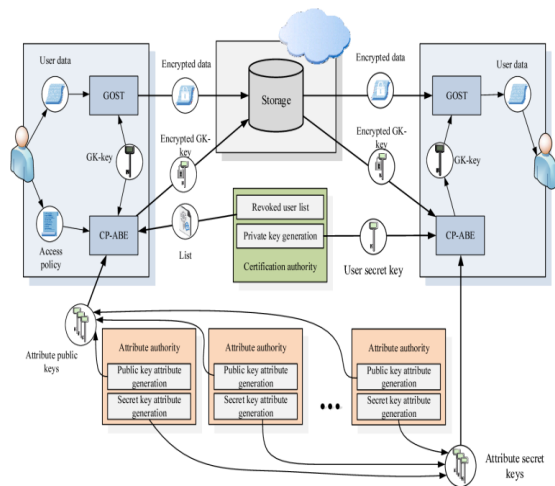 User data
GOST
Encrypted data
Storage
Encrypted data
GOST
User data
GK-key
Encrypted GK-
key
Encrypted GK-
key
GK-key
Access
policy
CP-ABE
List
Revoked user list
Private key generation
Certification authority
User secret key
CP-ABE
Attribute public
keys
Attribute authority
Public key attribute
generation
Secret key attribute
generation
Attribute authority
Public key attribute
generation
Secret key attribute
generation
Attribute authority
Public key attribute
generation
Secret key attribute
generation
Attribute secret
keys